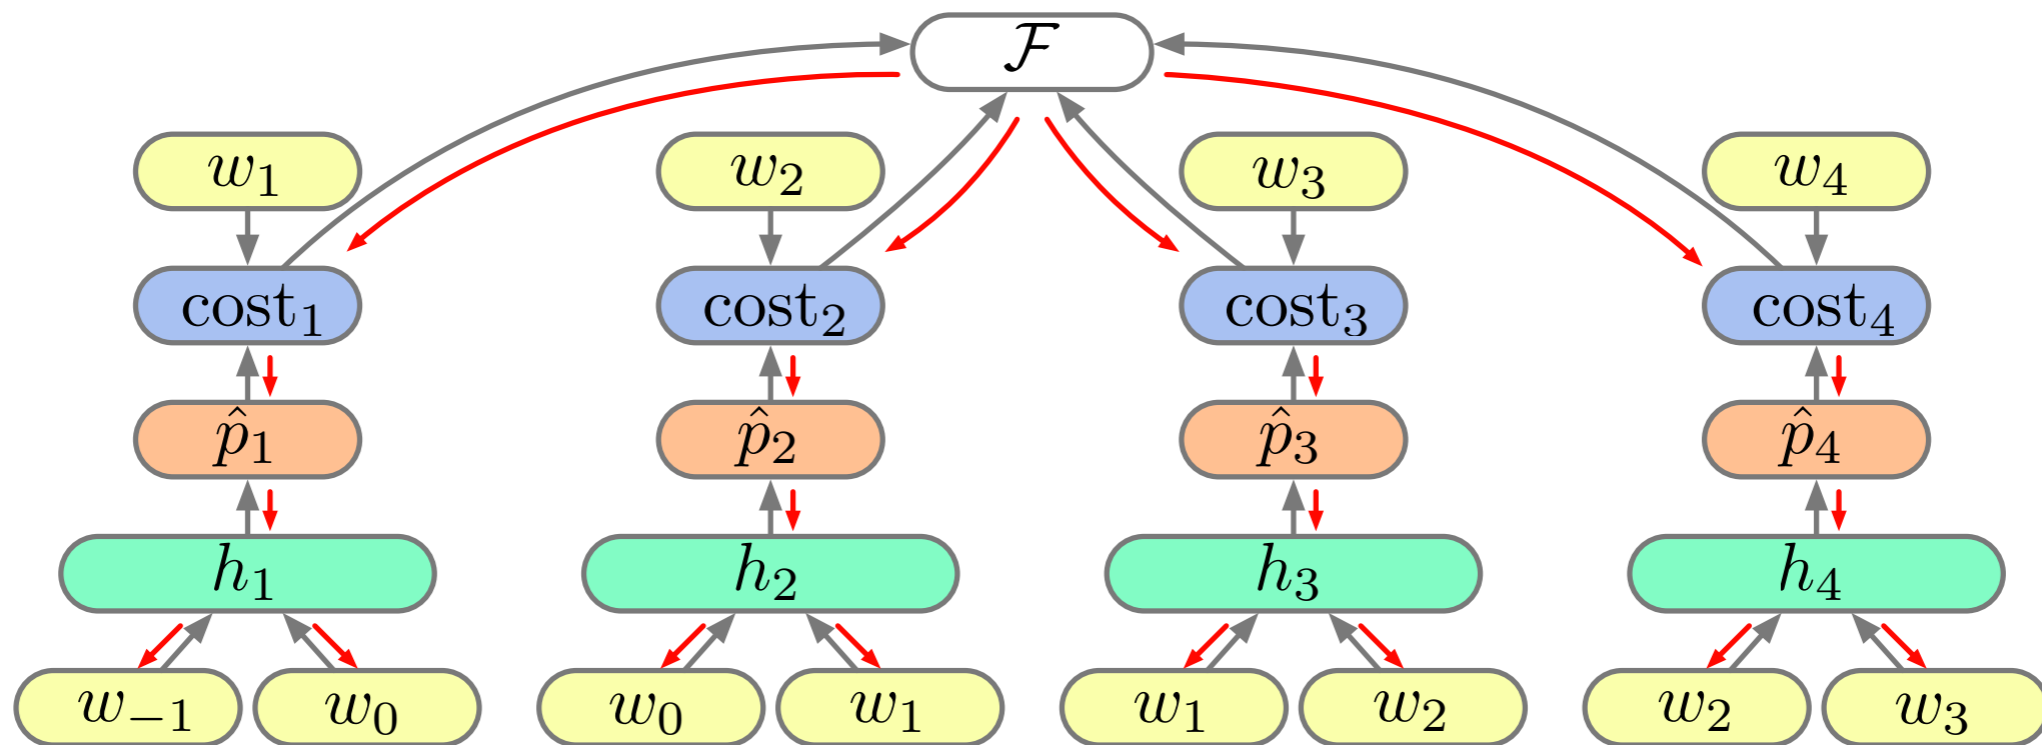 ℱ
w₁ w₂ w₃ w₄
cost₁ cost₂ cost₃ cost₄
p̂₁ p̂₂ p̂₃ p̂₄
h₁ h₂ h₃ h₄
w₋₁ w₀ w₀ w₁ w₁ w₂ w₂ w₃